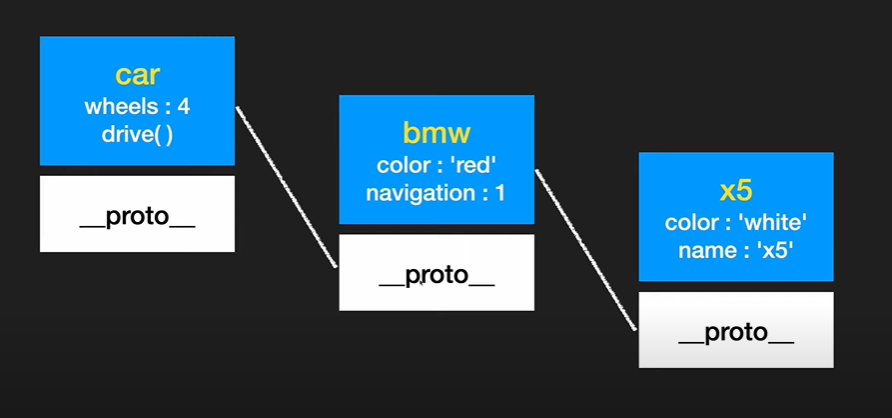 car
wheels : 4
drive( )
__proto__
bmw
color : 'red'
navigation : 1
__proto__
x5
color : 'white'
name : 'x5'
__proto__